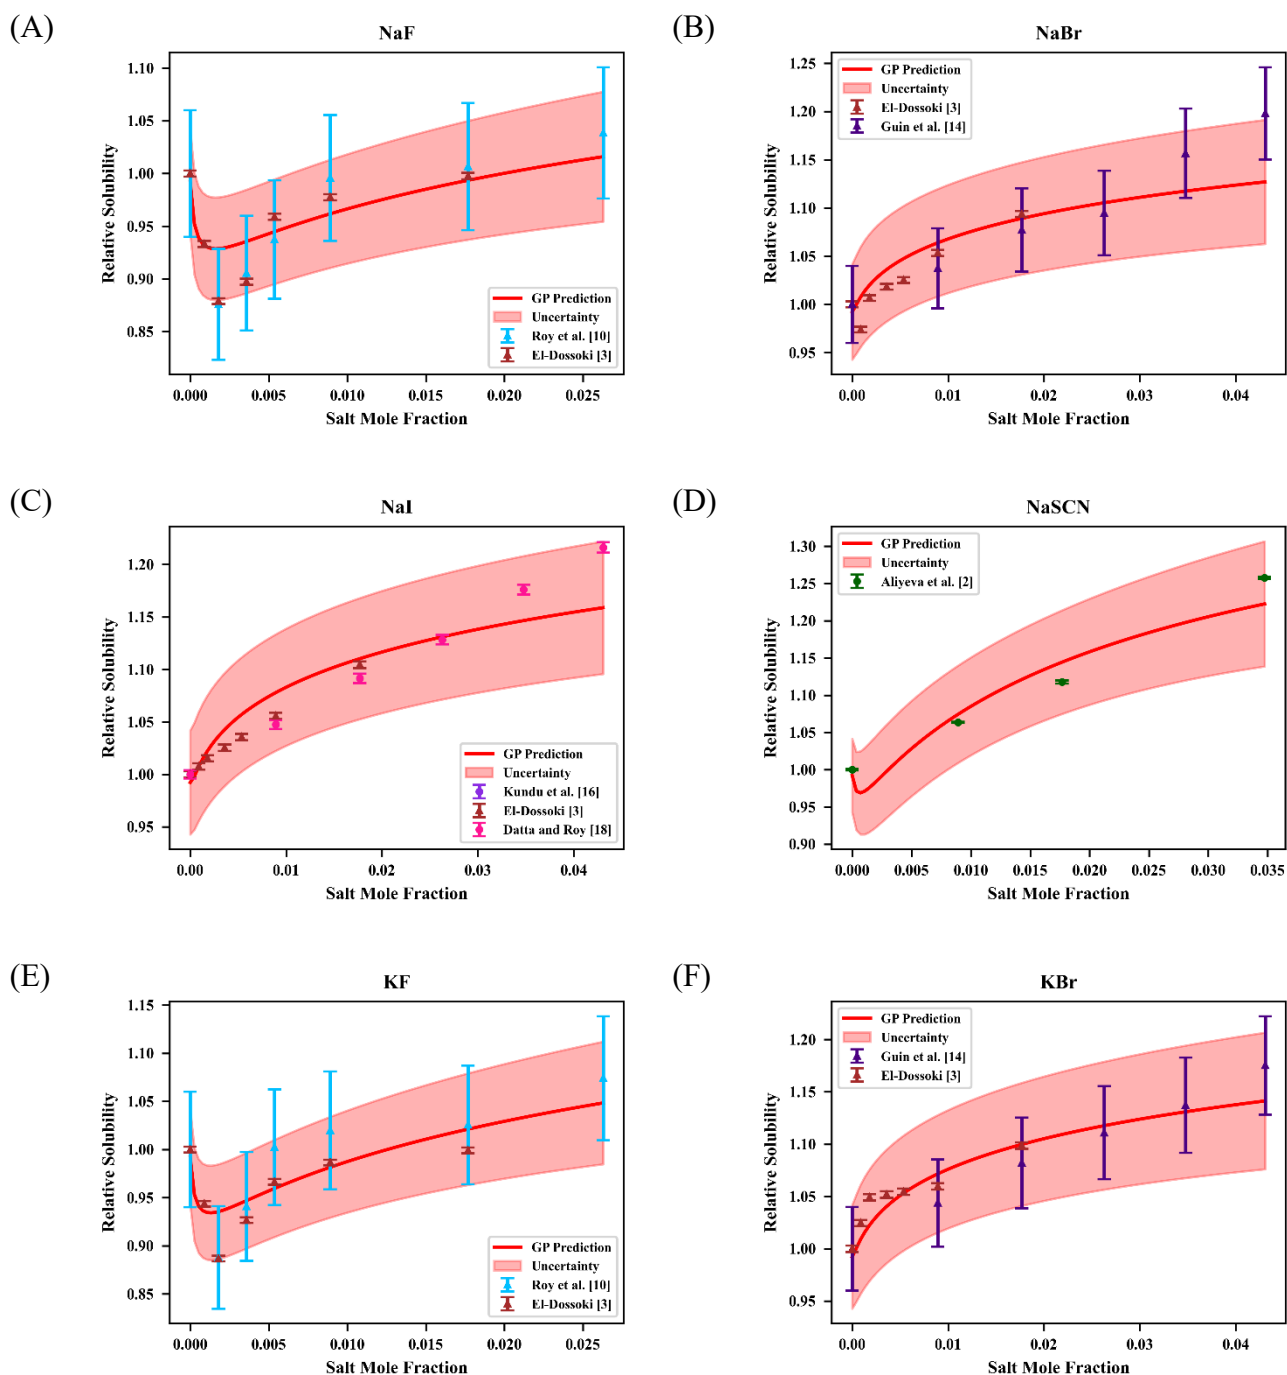 (A)
NaF
Relative Solubility
1.10
1.05
1.00
0.95
0.90
0.85
GP Prediction
Uncertainty
Roy et al. [10]
El-Dossoki [3]
0.000 0.005 0.010 0.015 0.020 0.025
Salt Mole Fraction
(B)
NaBr
Relative Solubility
1.25
1.20
1.15
1.10
1.05
1.00
0.95
GP Prediction
Uncertainty
El-Dossoki [3]
Guin et al. [14]
0.00 0.01 0.02 0.03 0.04
Salt Mole Fraction
(C)
NaI
Relative Solubility
1.20
1.15
1.10
1.05
1.00
0.95
GP Prediction
Uncertainty
Kundu et al. [16]
El-Dossoki [3]
Datta and Roy [18]
0.00 0.01 0.02 0.03 0.04
Salt Mole Fraction
(D)
NaSCN
Relative Solubility
1.30
1.25
1.20
1.15
1.10
1.05
1.00
0.95
0.90
GP Prediction
Uncertainty
Aliyeva et al. [2]
0.000 0.005 0.010 0.015 0.020 0.025 0.030 0.035
Salt Mole Fraction
(E)
KF
Relative Solubility
1.15
1.10
1.05
1.00
0.95
0.90
0.85
GP Prediction
Uncertainty
Roy et al. [10]
El-Dossoki [3]
0.000 0.005 0.010 0.015 0.020 0.025
Salt Mole Fraction
(F)
KBr
Relative Solubility
1.20
1.15
1.10
1.05
1.00
0.95
GP Prediction
Uncertainty
Guin et al. [14]
El-Dossoki [3]
0.00 0.01 0.02 0.03 0.04
Salt Mole Fraction